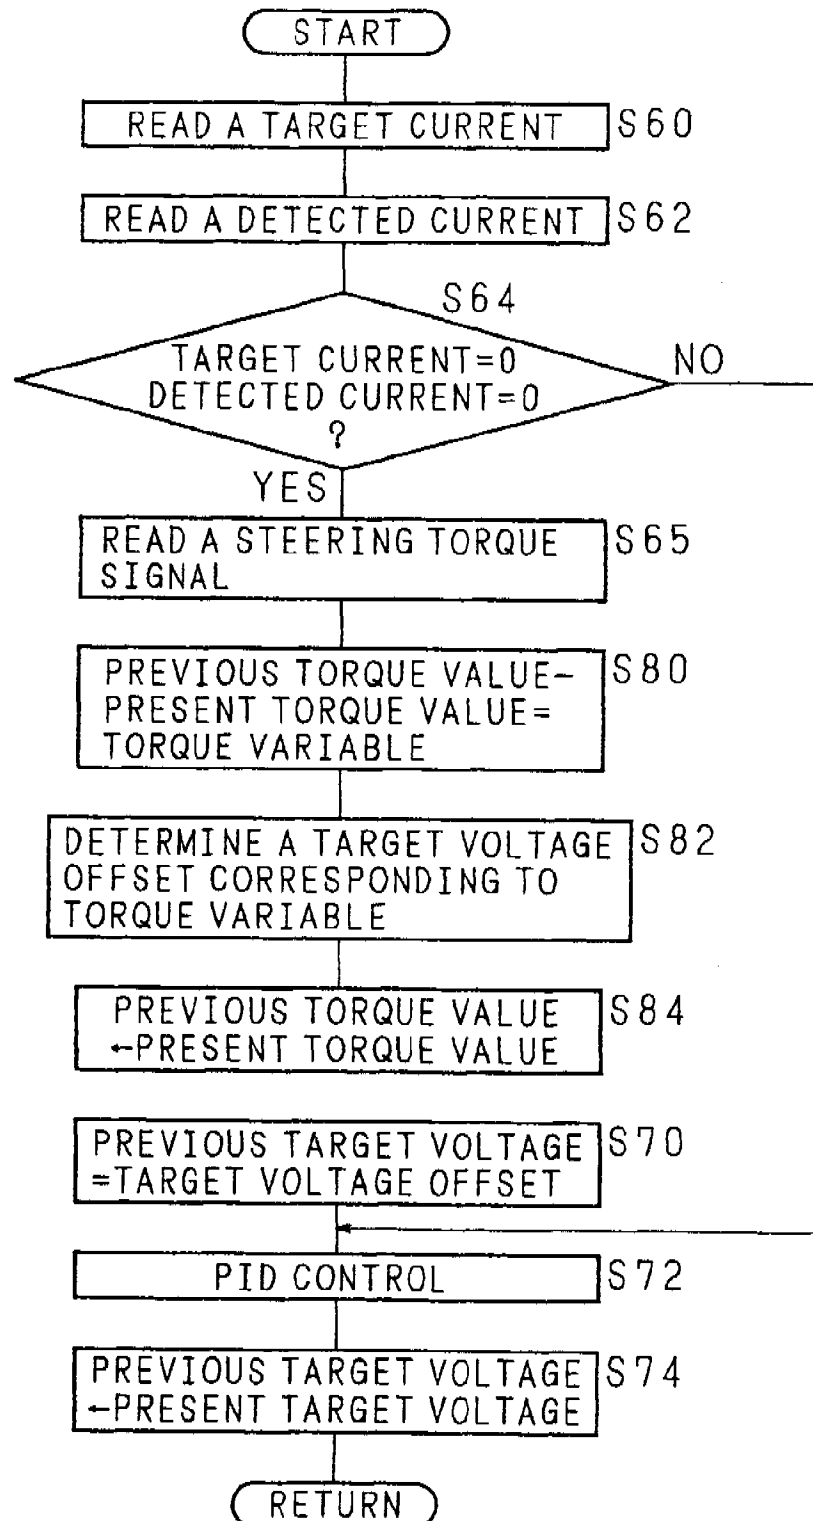 START
READ A TARGET CURRENT S60
READ A DETECTED CURRENT S62
S64
TARGET CURRENT=0
DETECTED CURRENT=0
?
NO
YES
READ A STEERING TORQUE
SIGNAL
S65
PREVIOUS TORQUE VALUE-
PRESENT TORQUE VALUE=
TORQUE VARIABLE
S80
DETERMINE A TARGET VOLTAGE
OFFSET CORRESPONDING TO
TORQUE VARIABLE
S82
PREVIOUS TORQUE VALUE
←PRESENT TORQUE VALUE
S84
PREVIOUS TARGET VOLTAGE
=TARGET VOLTAGE OFFSET
S70
PID CONTROL S72
PREVIOUS TARGET VOLTAGE
←PRESENT TARGET VOLTAGE
S74
RETURN